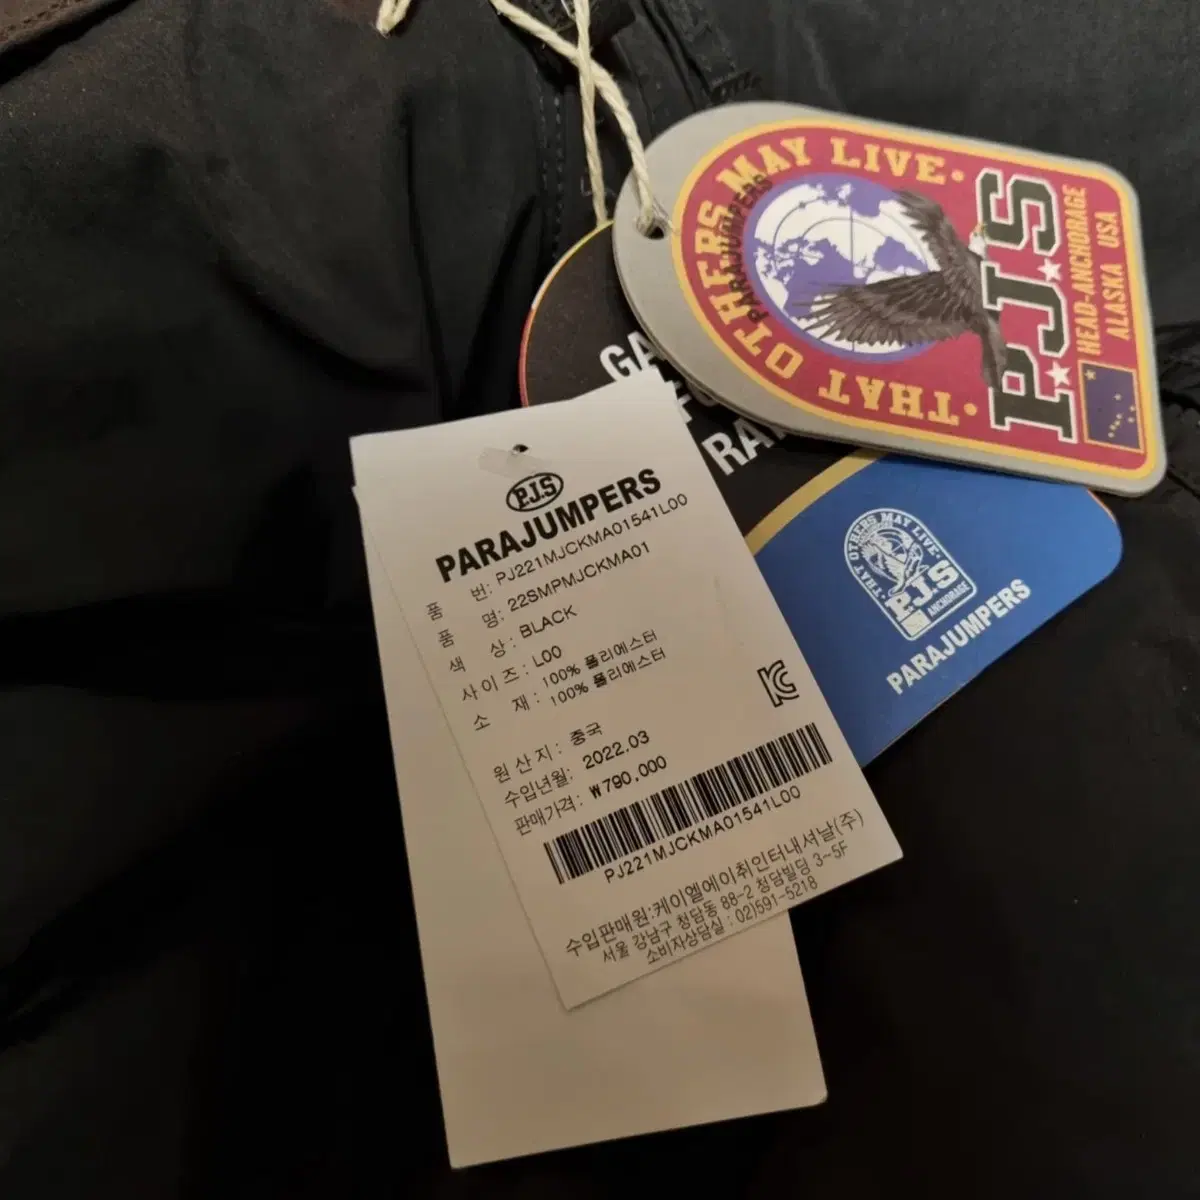 THAT OTHERS MAY LIVE
PARAJUMPERS
P.J.S
HEAD-ANCHORAGE
ALASKA USA
GA
RA
THAT OTHERS MAY LIVE
P.J.S
ANCHORAGE
PARAJUMPERS
P.J.S
PARAJUMPERS
품 번: PJ221MJCKMA01541L00
품 명: 22SMPMJCKMA01
색 상: BLACK
사이즈: L00
소 재: 100% 폴리에스터
100% 폴리에스터
원산지: 중국
수입년월: 2022.03
판매가격: ₩790,000
PJ221MJCKMA01541L00
수입판매원:케이엘에이취인터내셔날(주)
서울 강남구 청담동 88-2 청담빌딩 3~5F
소비자상담실 : 02)591-5218